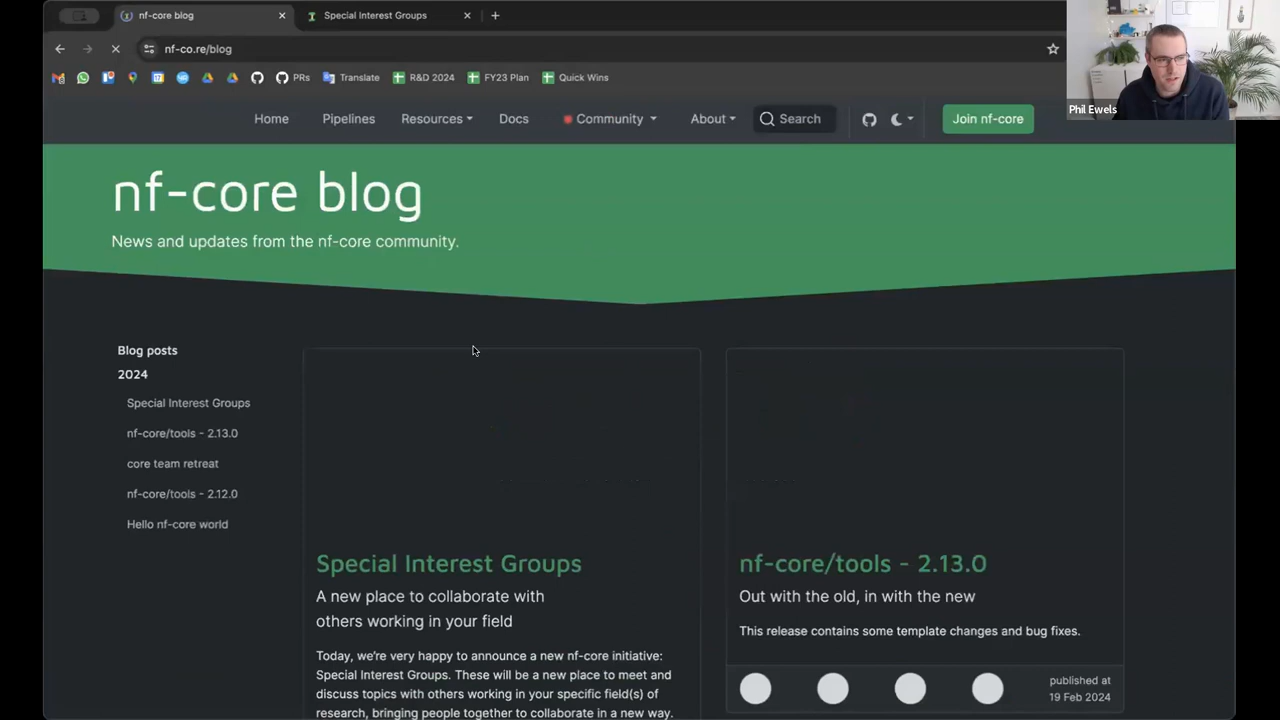 nf-core blog
Special Interest Groups
nf-co.re/blog
PRs
Translate
R&D 2024
FY23 Plan
Quick Wins
Phil Ewels
Home
Pipelines
Resources
Docs
Community
About
Search
Join nf-core
nf-core blog
News and updates from the nf-core community.
Blog posts
2024
Special Interest Groups
nf-core/tools - 2.13.0
core team retreat
nf-core/tools - 2.12.0
Hello nf-core world
Special Interest Groups
A new place to collaborate with
others working in your field
Today, we're very happy to announce a new nf-core initiative:
Special Interest Groups. These will be a new place to meet and
discuss topics with others working in your specific field(s) of
research, bringing people together to collaborate in a new way.
nf-core/tools - 2.13.0
Out with the old, in with the new
This release contains some template changes and bug fixes.
published at
19 Feb 2024